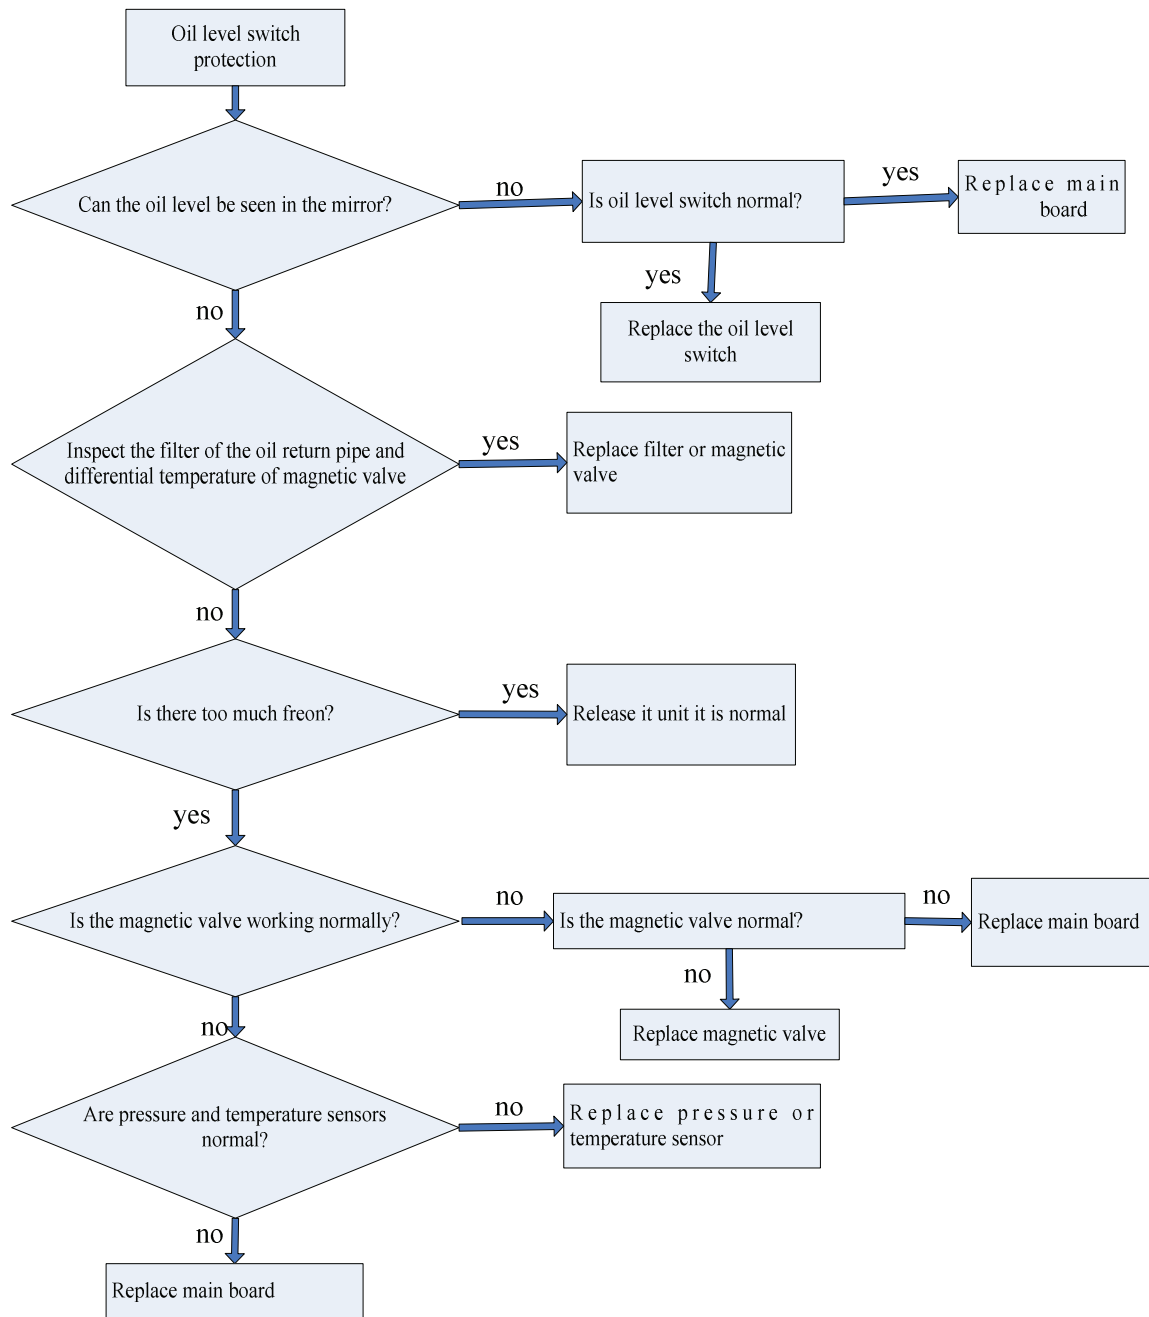 Oil level switch
protection
Can the oil level be seen in the mirror?
no
Is oil level switch normal?
yes
Replace main
board
yes
Replace the oil level
switch
no
Inspect the filter of the oil return pipe and
differential temperature of magnetic valve
yes
Replace filter or magnetic
valve
no
Is there too much freon?
yes
Release it unit it is normal
yes
Is the magnetic valve working normally?
no
Is the magnetic valve normal?
no
Replace main board
no
Replace magnetic valve
no
Are pressure and temperature sensors
normal?
no
Replace pressure or
temperature sensor
no
Replace main board